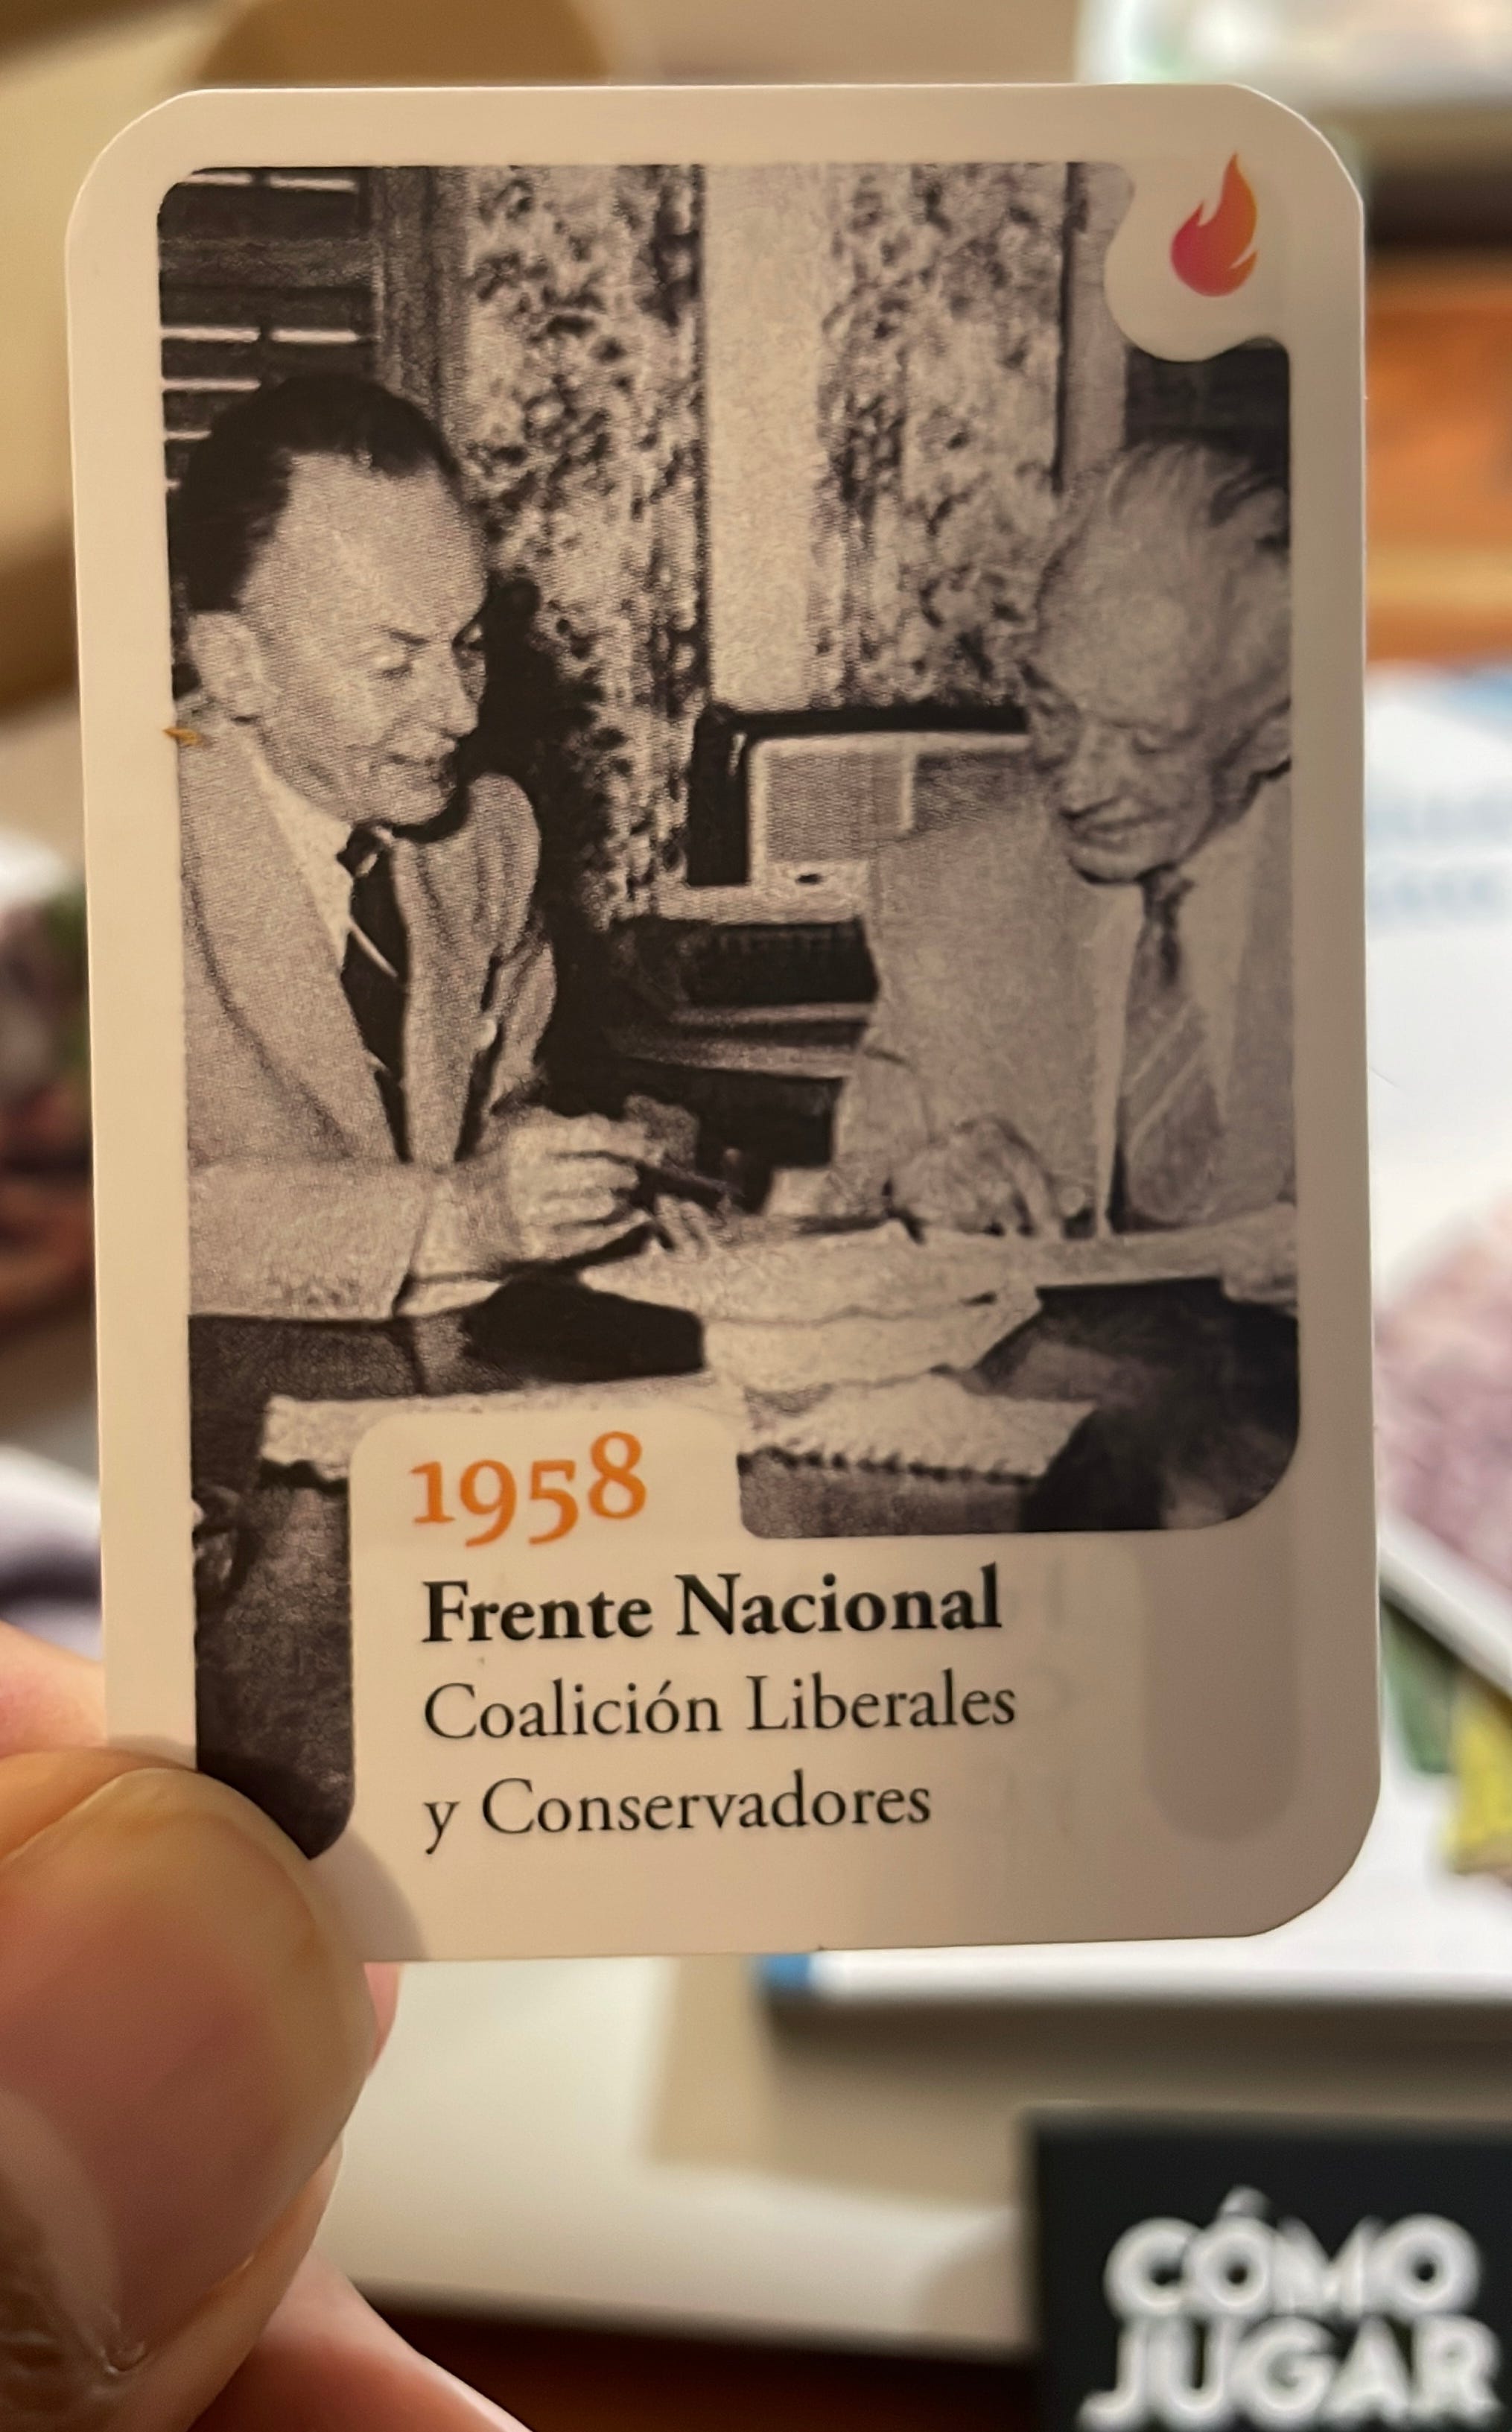 1958
Frente Nacional
Coalición Liberales
y Conservadores
CÓMO
JUGAR